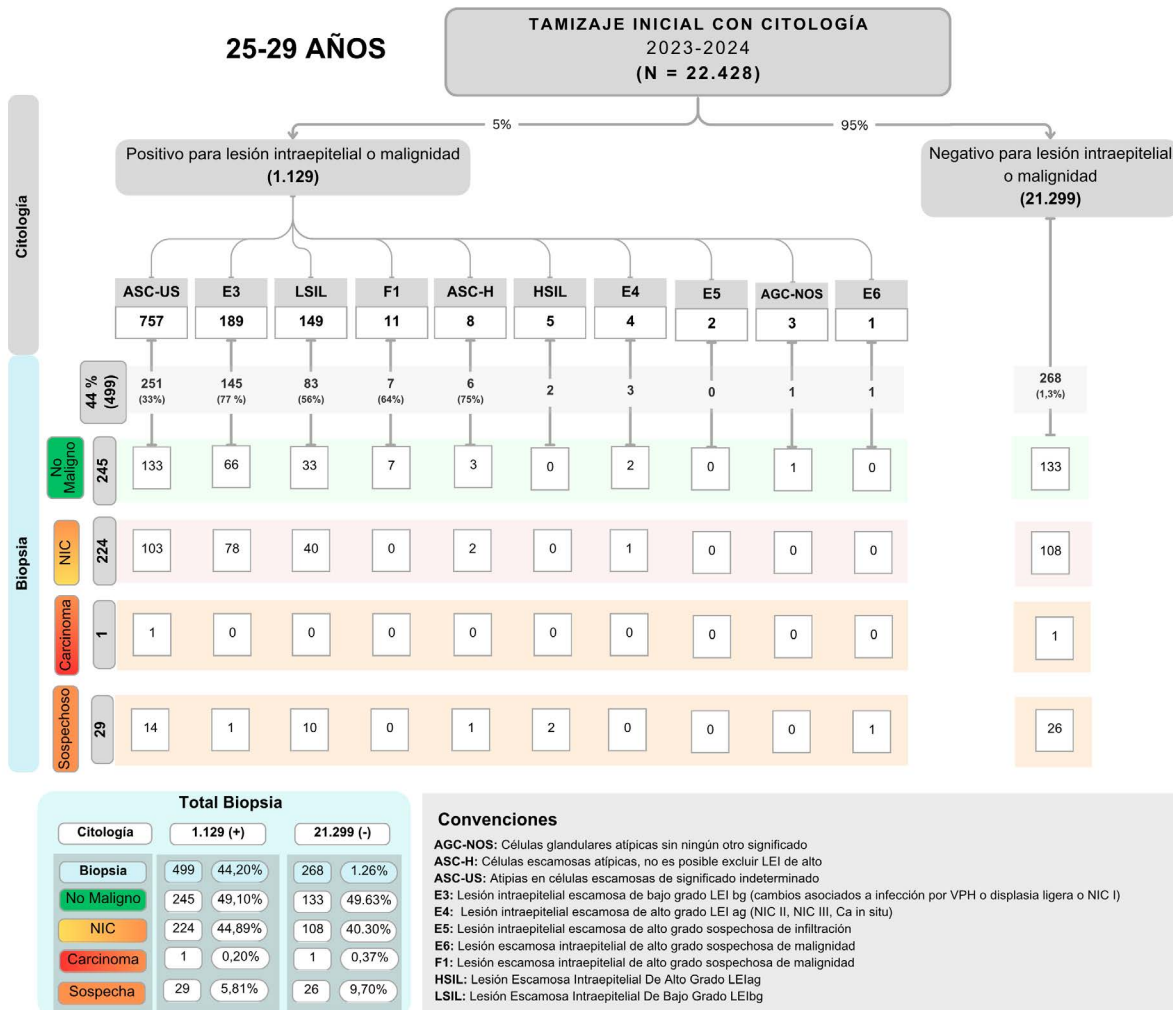 25-29 AÑOS
TAMIZAJE INICIAL CON CITOLOGÍA
2023-2024
(N = 22.428)
5%
95%
Positivo para lesión intraepitelial o malignidad
(1.129)
Negativo para lesión intraepitelial
o malignidad
(21.299)
Citología
ASC-US E3 LSIL F1 ASC-H HSIL E4 E5 AGC-NOS E6
757 189 149 11 8 5 4 2 3 1
Biopsia
44 %
(499)
251 145 83 7 6 2 3 0 1 1 268
(33%) (77 %) (56%) (64%) (75%) (1,3%)
No
Maligno
245
133 66 33 7 3 0 2 0 1 0 133
NIC
224
103 78 40 0 2 0 1 0 0 0 108
Carcinoma
1
1 0 0 0 0 0 0 0 0 0 1
Sospechoso
29
14 1 10 0 1 2 0 0 0 1 26
Total Biopsia
Citología 1.129 (+) 21.299 (-)
Biopsia 499 44,20% 268 1.26%
No Maligno 245 49,10% 133 49.63%
NIC 224 44,89% 108 40.30%
Carcinoma 1 0,20% 1 0,37%
Sospecha 29 5,81% 26 9,70%
Convenciones
AGC-NOS: Células glandulares atípicas sin ningún otro significado
ASC-H: Células escamosas atípicas, no es posible excluir LEI de alto
ASC-US: Atipias en células escamosas de significado indeterminado
E3: Lesión intraepitelial escamosa de bajo grado LEI bg (cambios asociados a infección por VPH o displasia ligera o NIC I)
E4: Lesión intraepitelial escamosa de alto grado LEI ag (NIC II, NIC III, Ca in situ)
E5: Lesión intraepitelial escamosa de alto grado sospechosa de infiltración
E6: Lesión escamosa intraepitelial de alto grado sospechosa de malignidad
F1: Lesión escamosa intraepitelial de alto grado sospechosa de malignidad
HSIL: Lesión Escamosa Intraepitelial De Alto Grado LEIag
LSIL: Lesión Escamosa Intraepitelial De Bajo Grado LEIbg